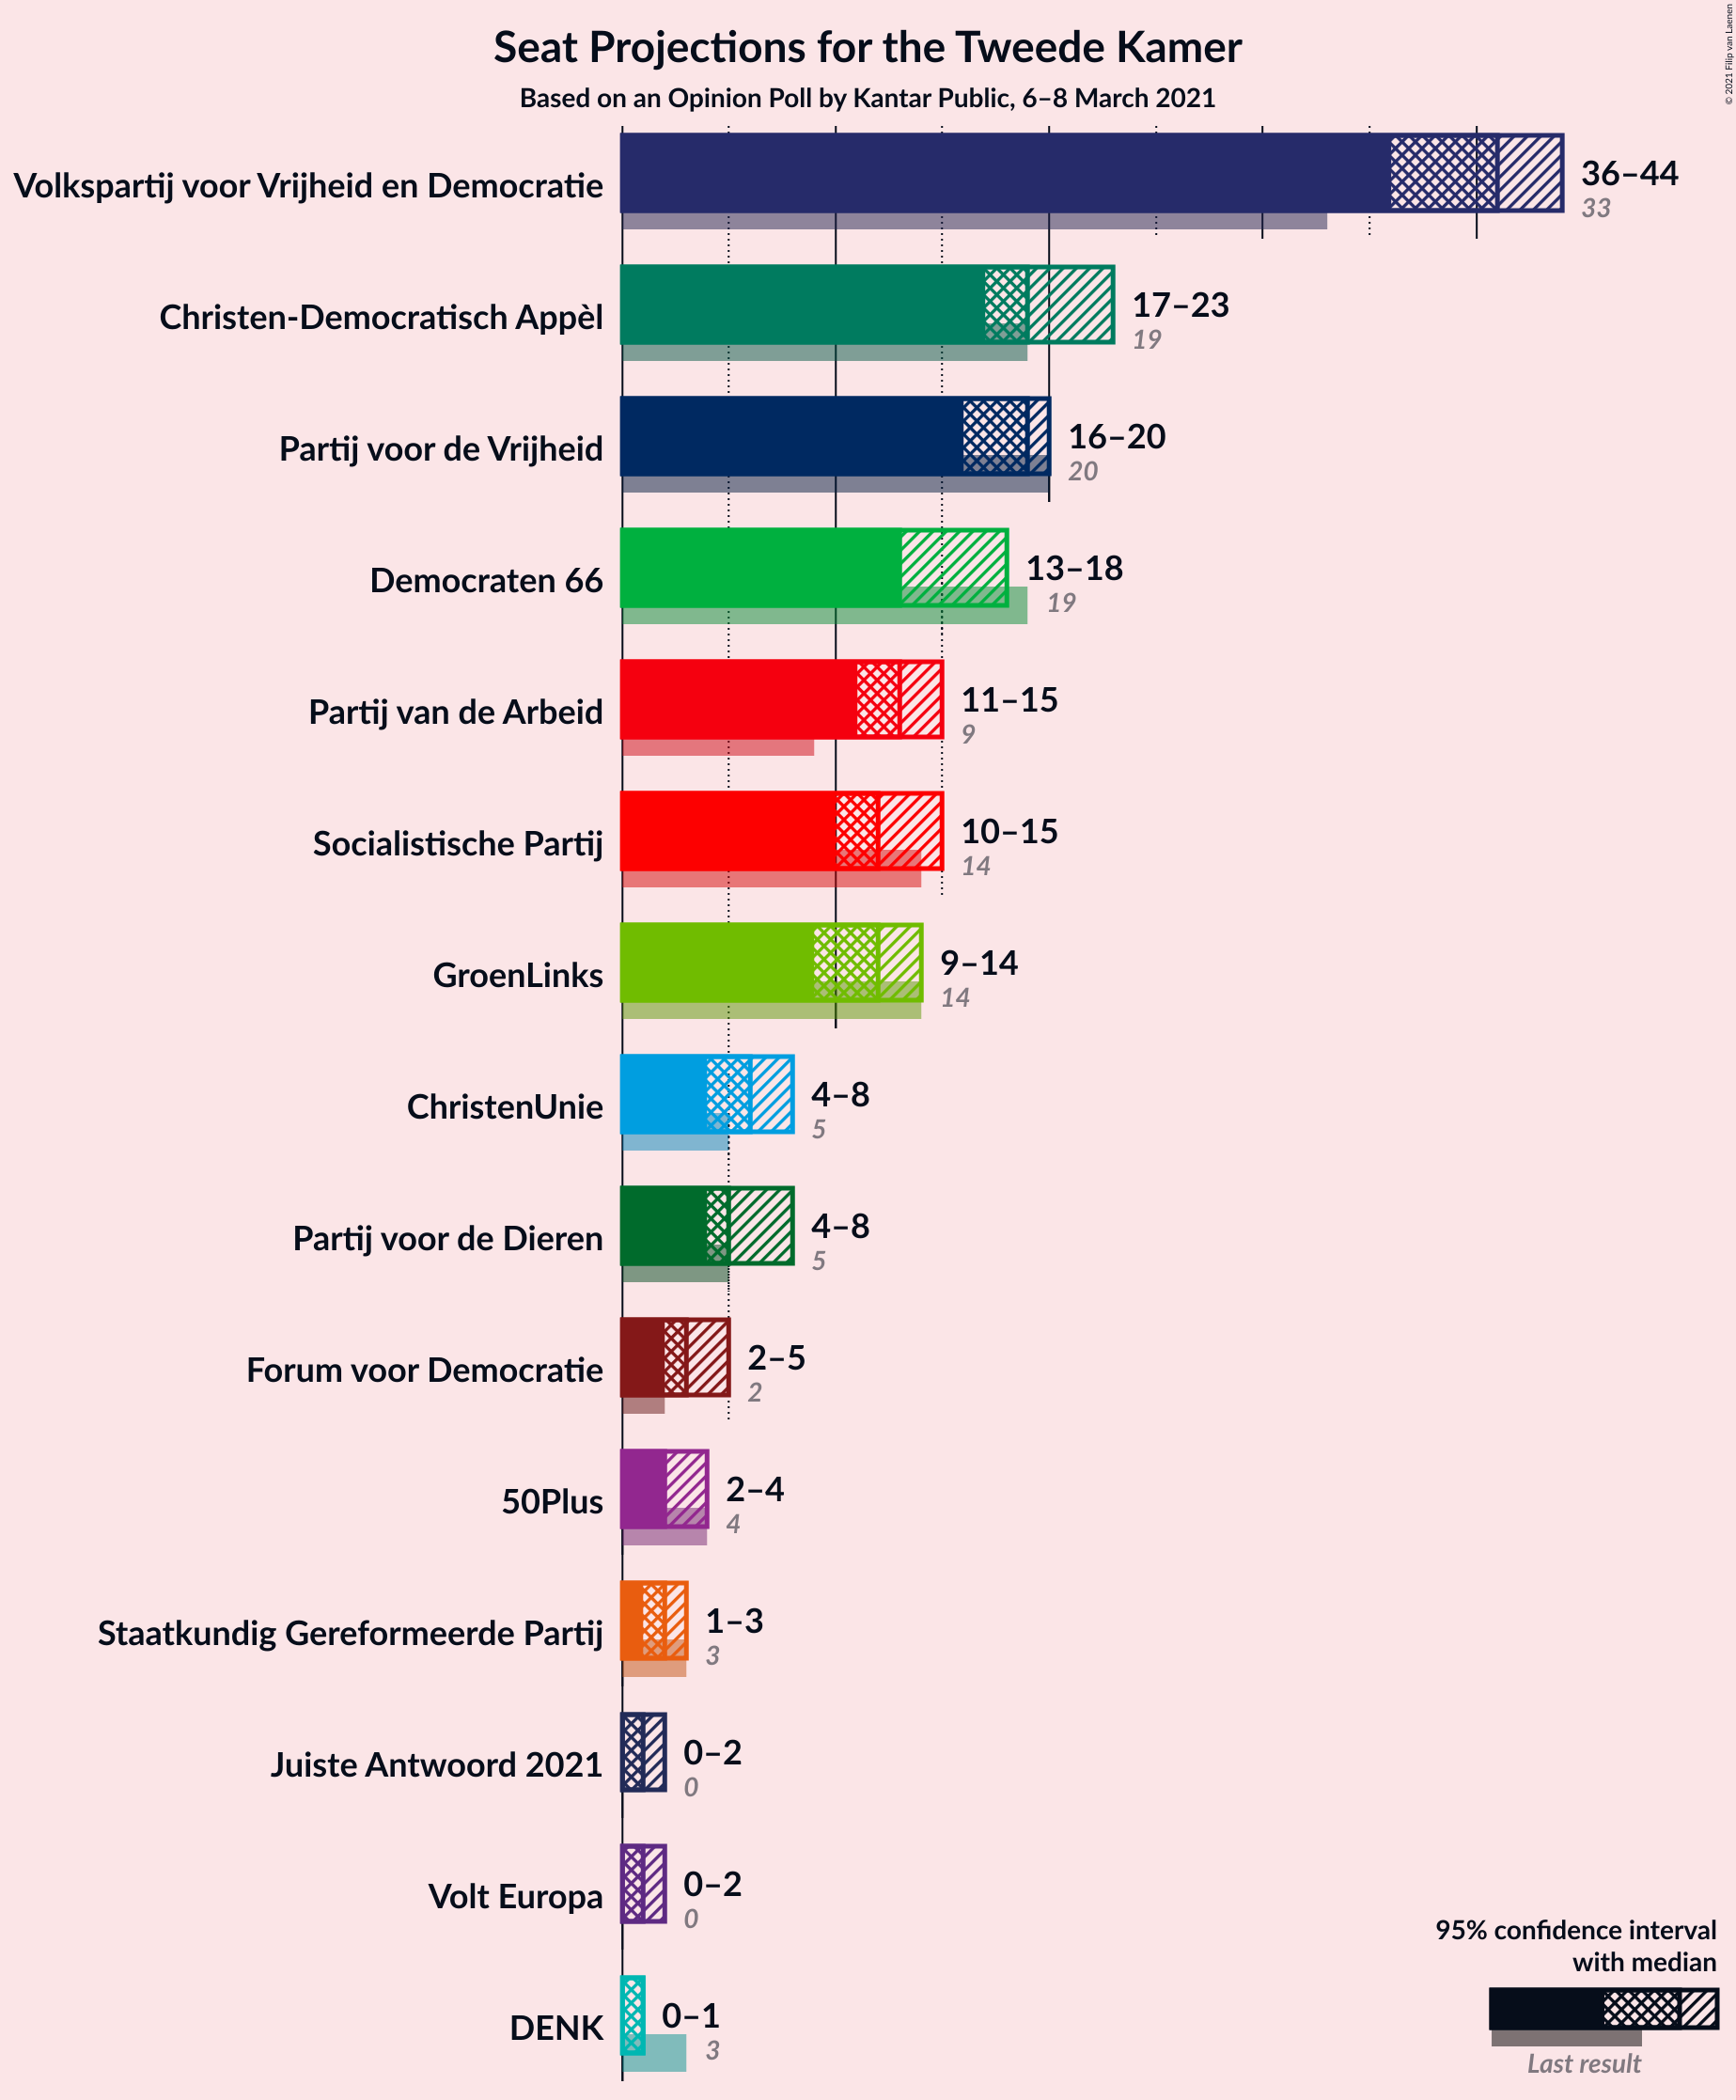 Seat Projections for the Tweede Kamer
Based on an Opinion Poll by Kantar Public, 6–8 March 2021
© 2021 Filip van Laenen
Volkspartij voor Vrijheid en Democratie
36–44
33
Christen-Democratisch Appèl
17–23
19
Partij voor de Vrijheid
16–20
20
Democraten 66
13–18
19
Partij van de Arbeid
11–15
9
Socialistische Partij
10–15
14
GroenLinks
9–14
14
ChristenUnie
4–8
5
Partij voor de Dieren
4–8
5
Forum voor Democratie
2–5
2
50Plus
2–4
4
Staatkundig Gereformeerde Partij
1–3
3
Juiste Antwoord 2021
0–2
0
Volt Europa
0–2
0
DENK
0–1
3
95% confidence interval
with median
Last result